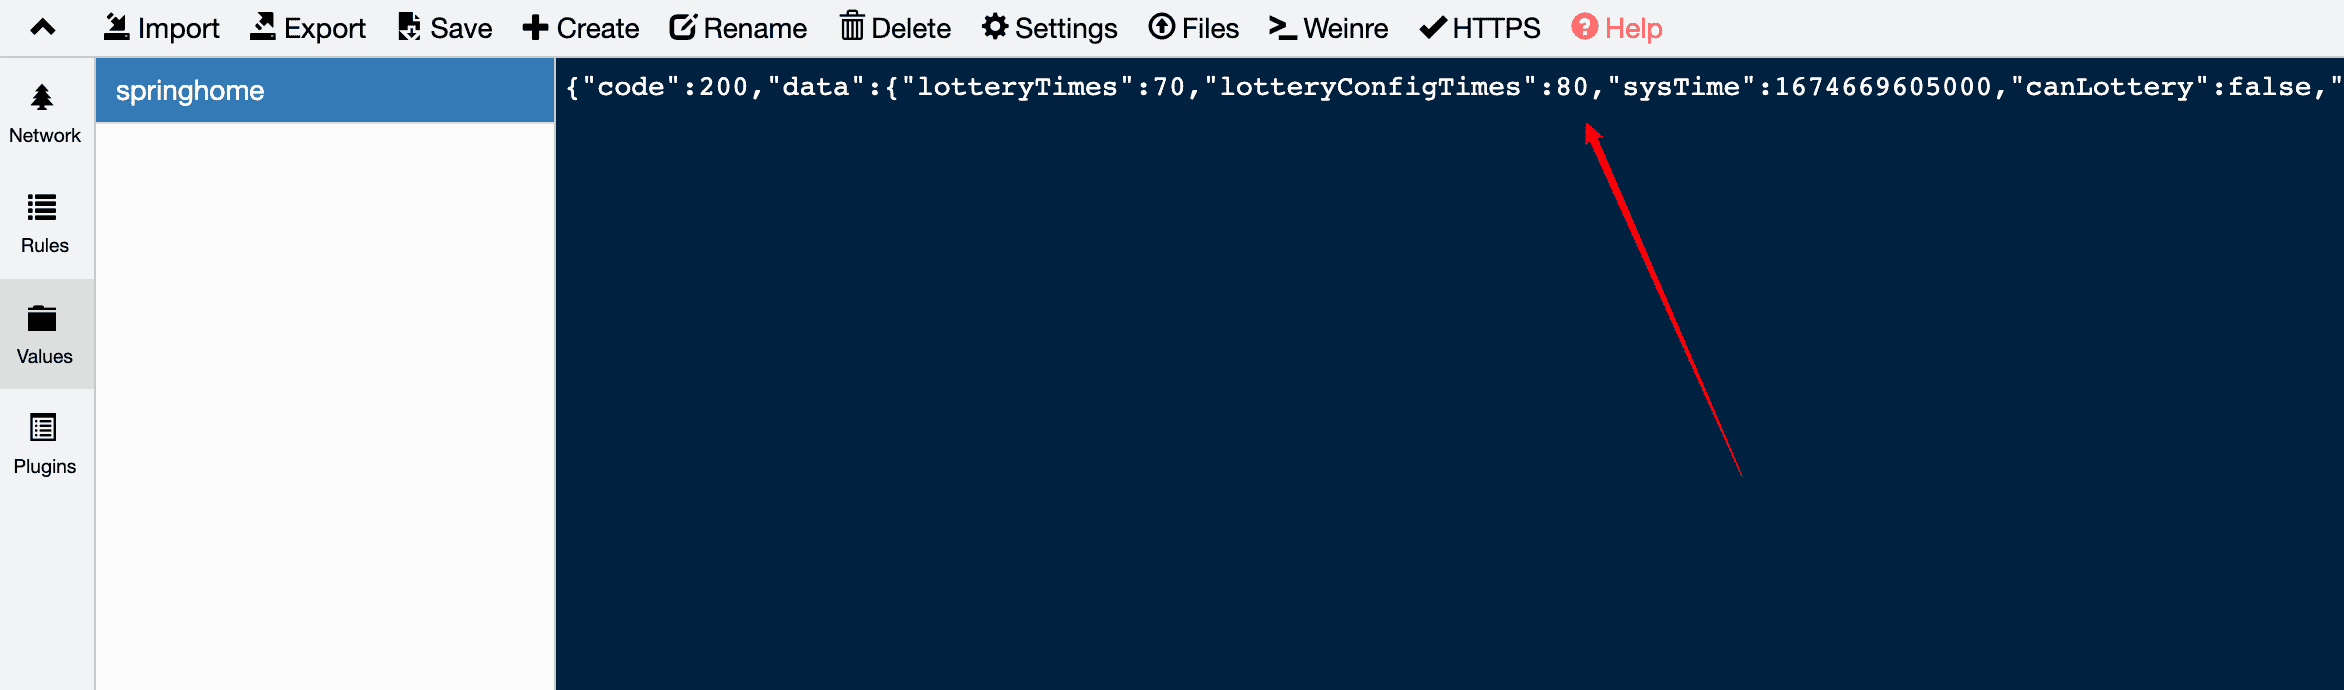 Import Export Save Create Rename Delete Settings Files Weinre HTTPS Help
springhome
{"code":200,"data":{"lotteryTimes":70,"lotteryConfigTimes":80,"sysTime":1674669605000,"canLottery":false,"
Network
Rules
Values
Plugins